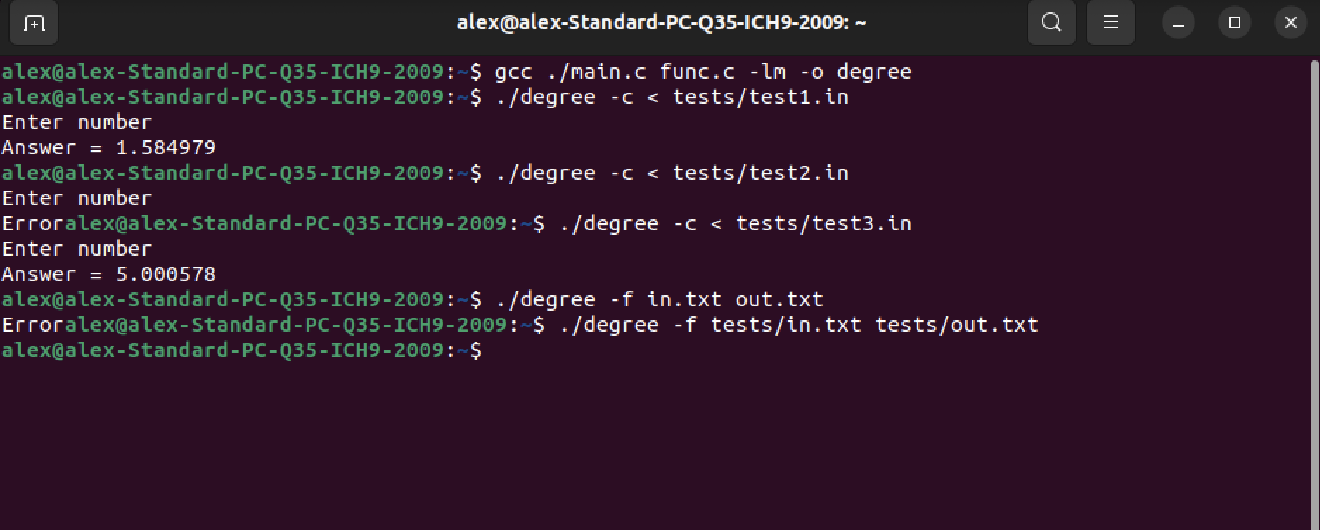 alex@alex-Standard-PC-Q35-ICH9-2009: ~
alex@alex-Standard-PC-Q35-ICH9-2009:~$ gcc ./main.c func.c -lm -o degree
alex@alex-Standard-PC-Q35-ICH9-2009:~$ ./degree -c < tests/test1.in
Enter number
Answer = 1.584979
alex@alex-Standard-PC-Q35-ICH9-2009:~$ ./degree -c < tests/test2.in
Enter number
Erroralex@alex-Standard-PC-Q35-ICH9-2009:~$ ./degree -c < tests/test3.in
Enter number
Answer = 5.000578
alex@alex-Standard-PC-Q35-ICH9-2009:~$ ./degree -f in.txt out.txt
Erroralex@alex-Standard-PC-Q35-ICH9-2009:~$ ./degree -f tests/in.txt tests/out.txt
alex@alex-Standard-PC-Q35-ICH9-2009:~$